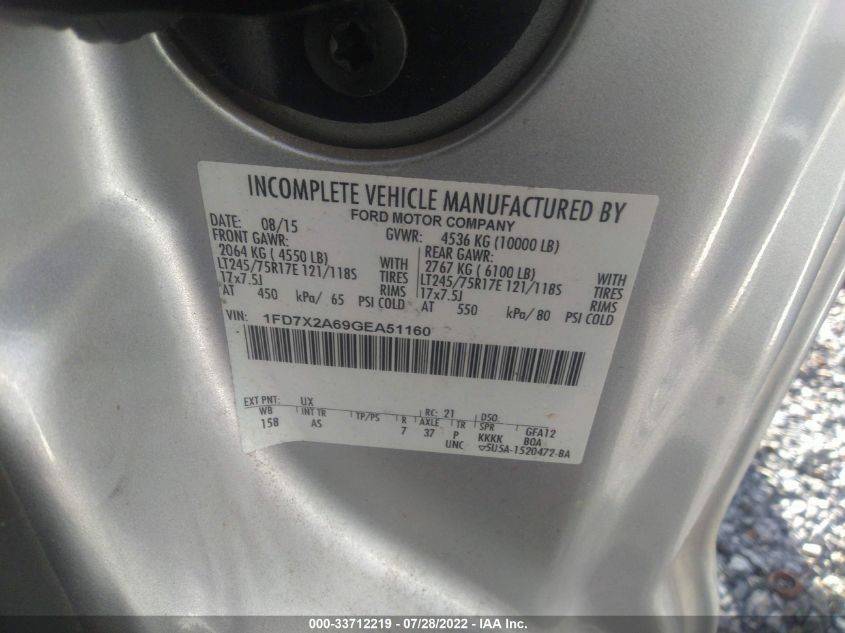 INCOMPLETE VEHICLE MANUFACTURED BY
FORD MOTOR COMPANY
DATE: 08/15 GVWR: 4536 KG (10000 LB)
FRONT GAWR: REAR GAWR:
2064 KG ( 4550 LB) WITH 2767 KG ( 6100 LB) WITH
LT245/75R17E 121/118S TIRES LT245/75R17E 121/118S TIRES
17x7.5J RIMS 17x7.5J RIMS
AT 450 kPa/ 65 PSI COLD AT 550 kPa/ 80 PSI COLD
VIN: 1FD7X2A69GEA51160
EXT PNT: UX RC: 21 DSO:
WB INT TR TP/PS R AXLE TR SPR GFA12
158 AS 7 37 P KKKK BOA
UNC 5U5A-1520472-BA
000-33712219 - 07/28/2022 - IAA Inc.